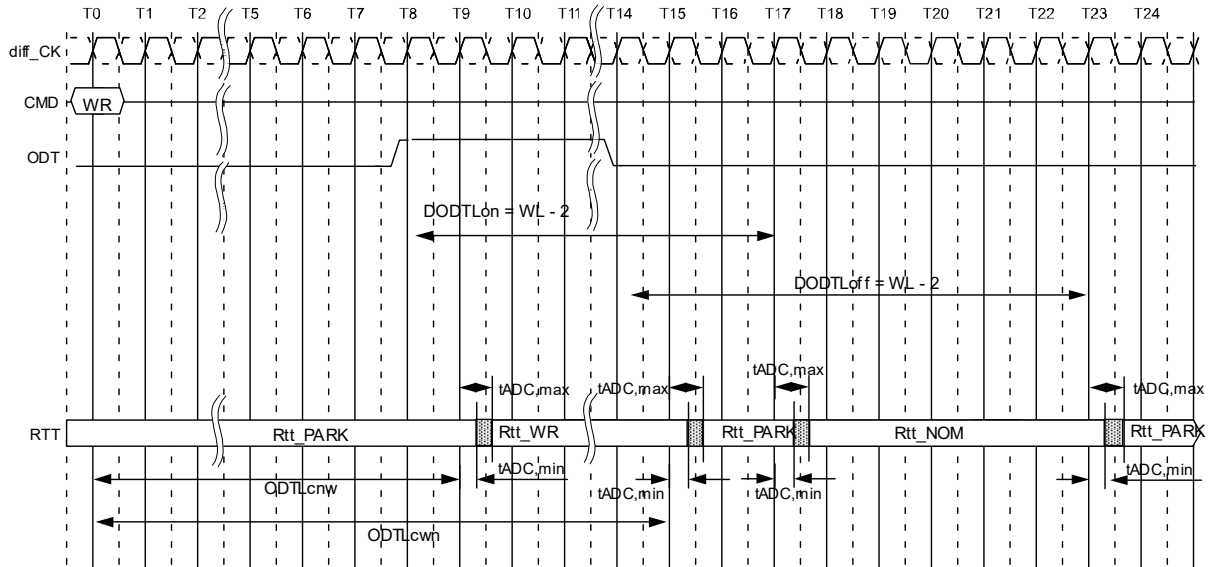 T0 T1 T2 T5 T6 T7 T8 T9 T10 T11 T14 T15 T16 T17 T18 T19 T20 T21 T22 T23 T24
diff_CK
CMD WR
ODT
DODTLon = WL - 2
DODTLoff = WL - 2
tADC,max tADC,max tADC,max tADC,max
RTT Rtt_PARK Rtt_WR Rtt_PARK Rtt_NOM Rtt_PARK
tADC,min tADC,min tADC,min tADC,min
ODTLcnw
ODTLcwn